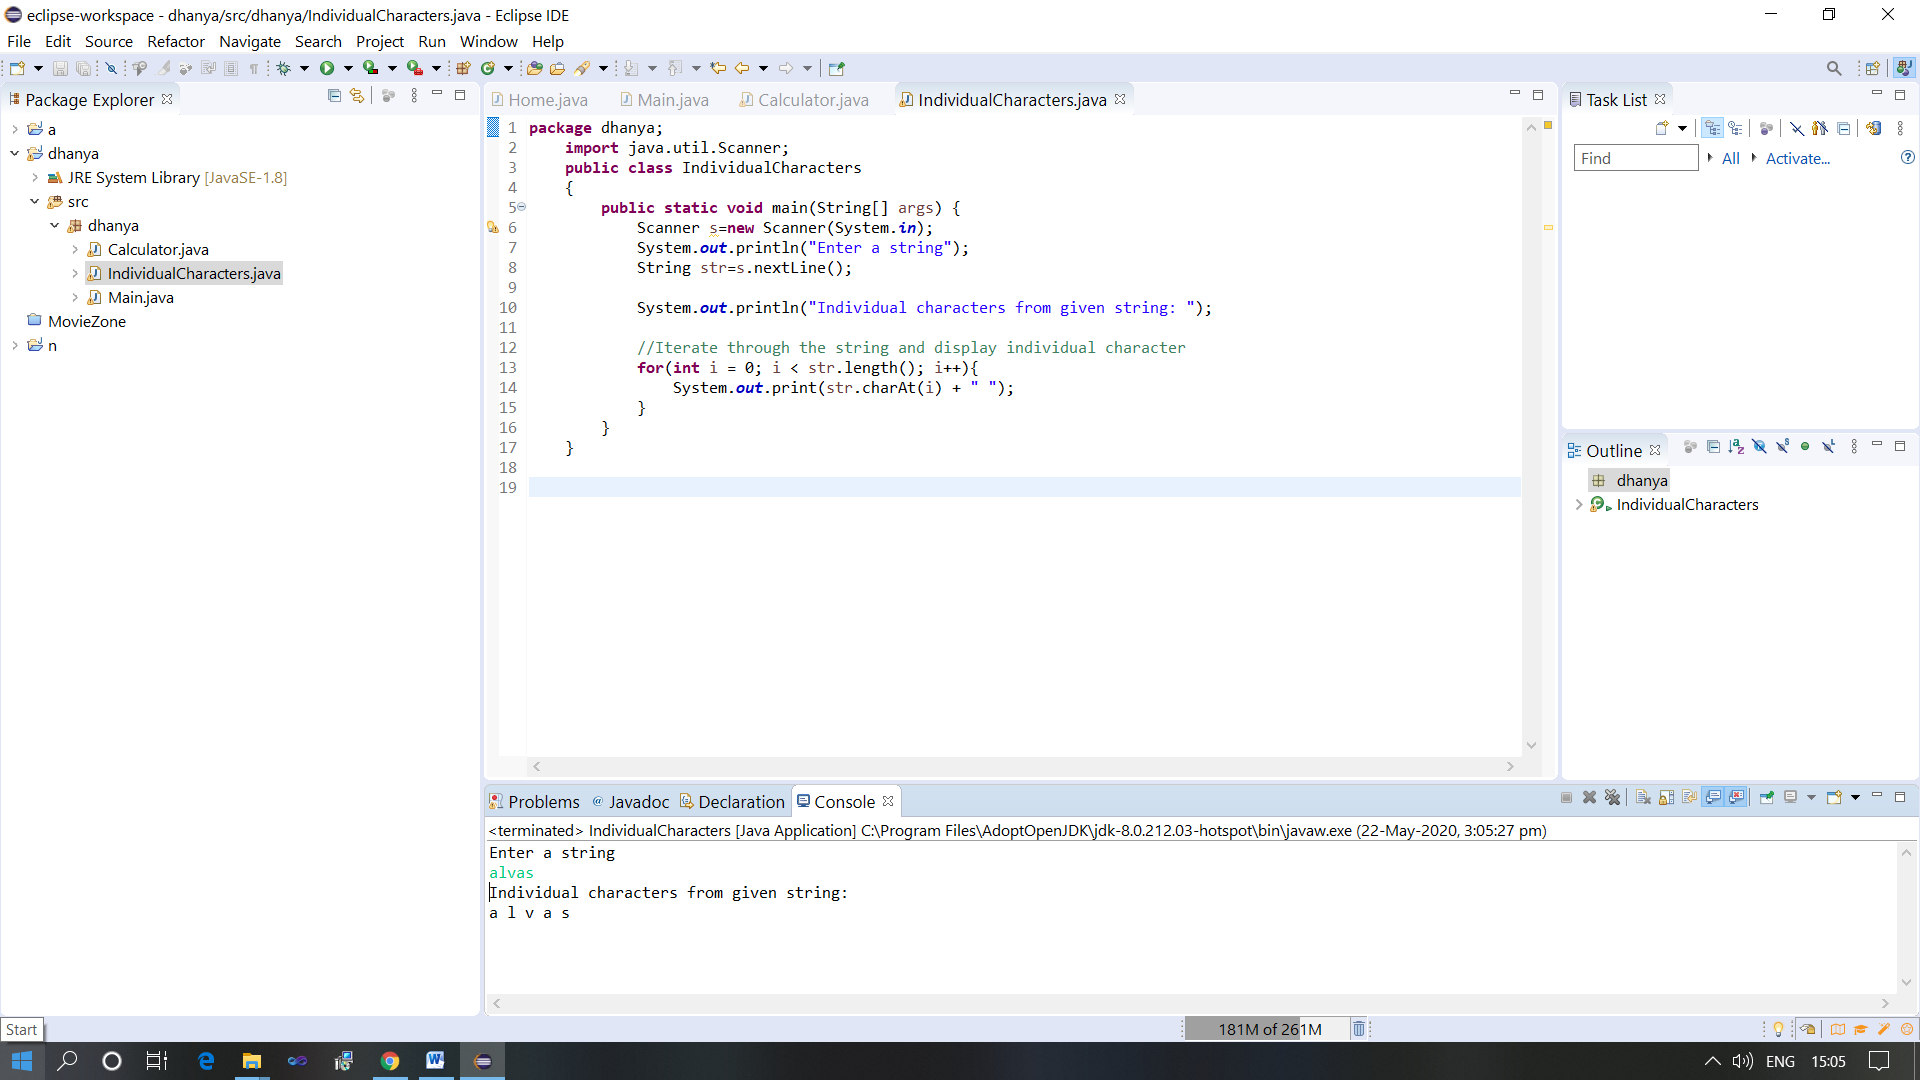 eclipse-workspace - dhanya/src/dhanya/IndividualCharacters.java - Eclipse IDE
File Edit Source Refactor Navigate Search Project Run Window Help
Package Explorer
a
dhanya
JRE System Library [JavaSE-1.8]
src
dhanya
Calculator.java
IndividualCharacters.java
Main.java
MovieZone
n
Home.java Main.java Calculator.java IndividualCharacters.java
1 package dhanya;
2 import java.util.Scanner;
3 public class IndividualCharacters
4 {
5 public static void main(String[] args) {
6 Scanner s=new Scanner(System.in);
7 System.out.println("Enter a string");
8 String str=s.nextLine();
9
10 System.out.println("Individual characters from given string: ");
11
12 //Iterate through the string and display individual character
13 for(int i = 0; i < str.length(); i++){
14 System.out.print(str.charAt(i) + " ");
15 }
16 }
17 }
18
19
Task List
Find All Activate...
Outline
dhanya
IndividualCharacters
Problems Javadoc Declaration Console
<terminated> IndividualCharacters [Java Application] C:\Program Files\AdoptOpenJDK\jdk-8.0.212.03-hotspot\bin\javaw.exe (22-May-2020, 3:05:27 pm)
Enter a string
alvas
Individual characters from given string:
a l v a s
Start
181M of 261M
ENG 15:05